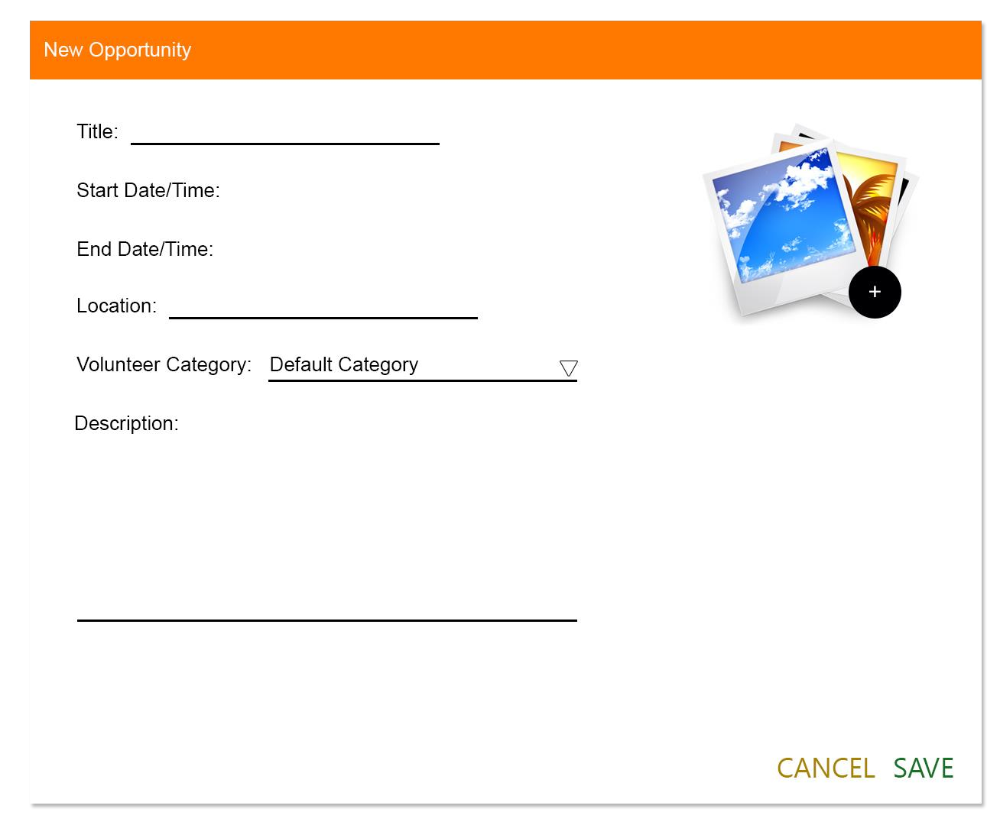 New Opportunity
Title:
Start Date/Time:
End Date/Time:
Location:
Volunteer Category: Default Category
Description:
+
CANCEL SAVE